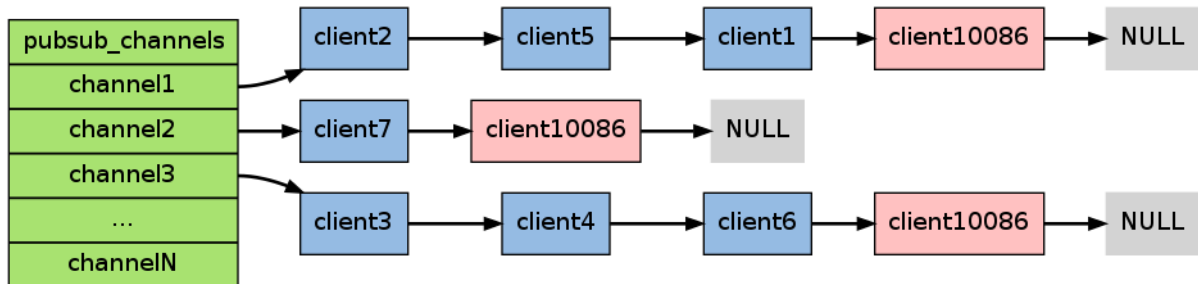 pubsub_channels
channel1
channel2
channel3
...
channelN
client2 client5 client1 client10086 NULL
client7 client10086 NULL
client3 client4 client6 client10086 NULL